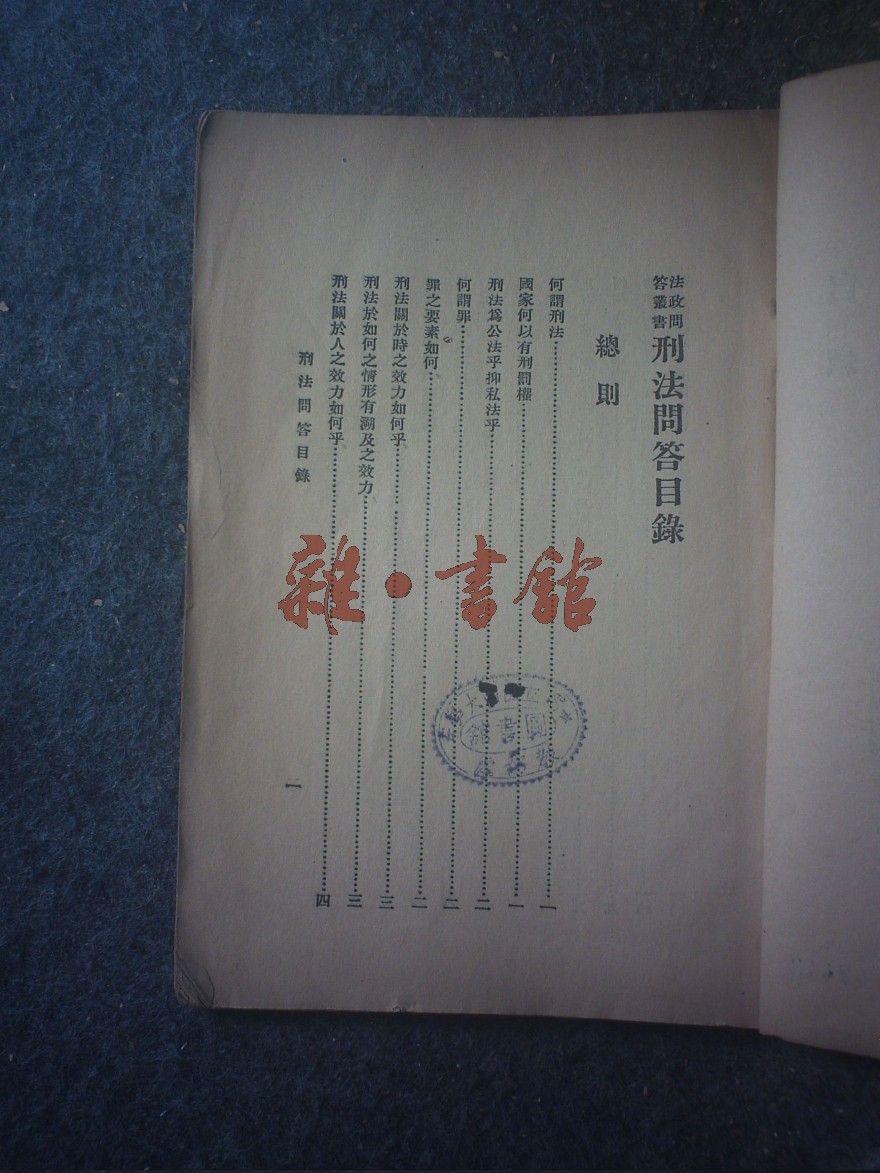 法政問
答叢書
刑法問答目錄
總則
何謂刑法……一
國家何以有刑罰權……一
刑法爲公法乎抑私法乎……二
何謂罪……二
罪之要素如何……二
刑法關於時之效力如何乎……三
刑法於如何之情形有溯及之效力……三
刑法關於人之效力如何乎……四
刑法問答目錄
一
雜·書館
圖書館